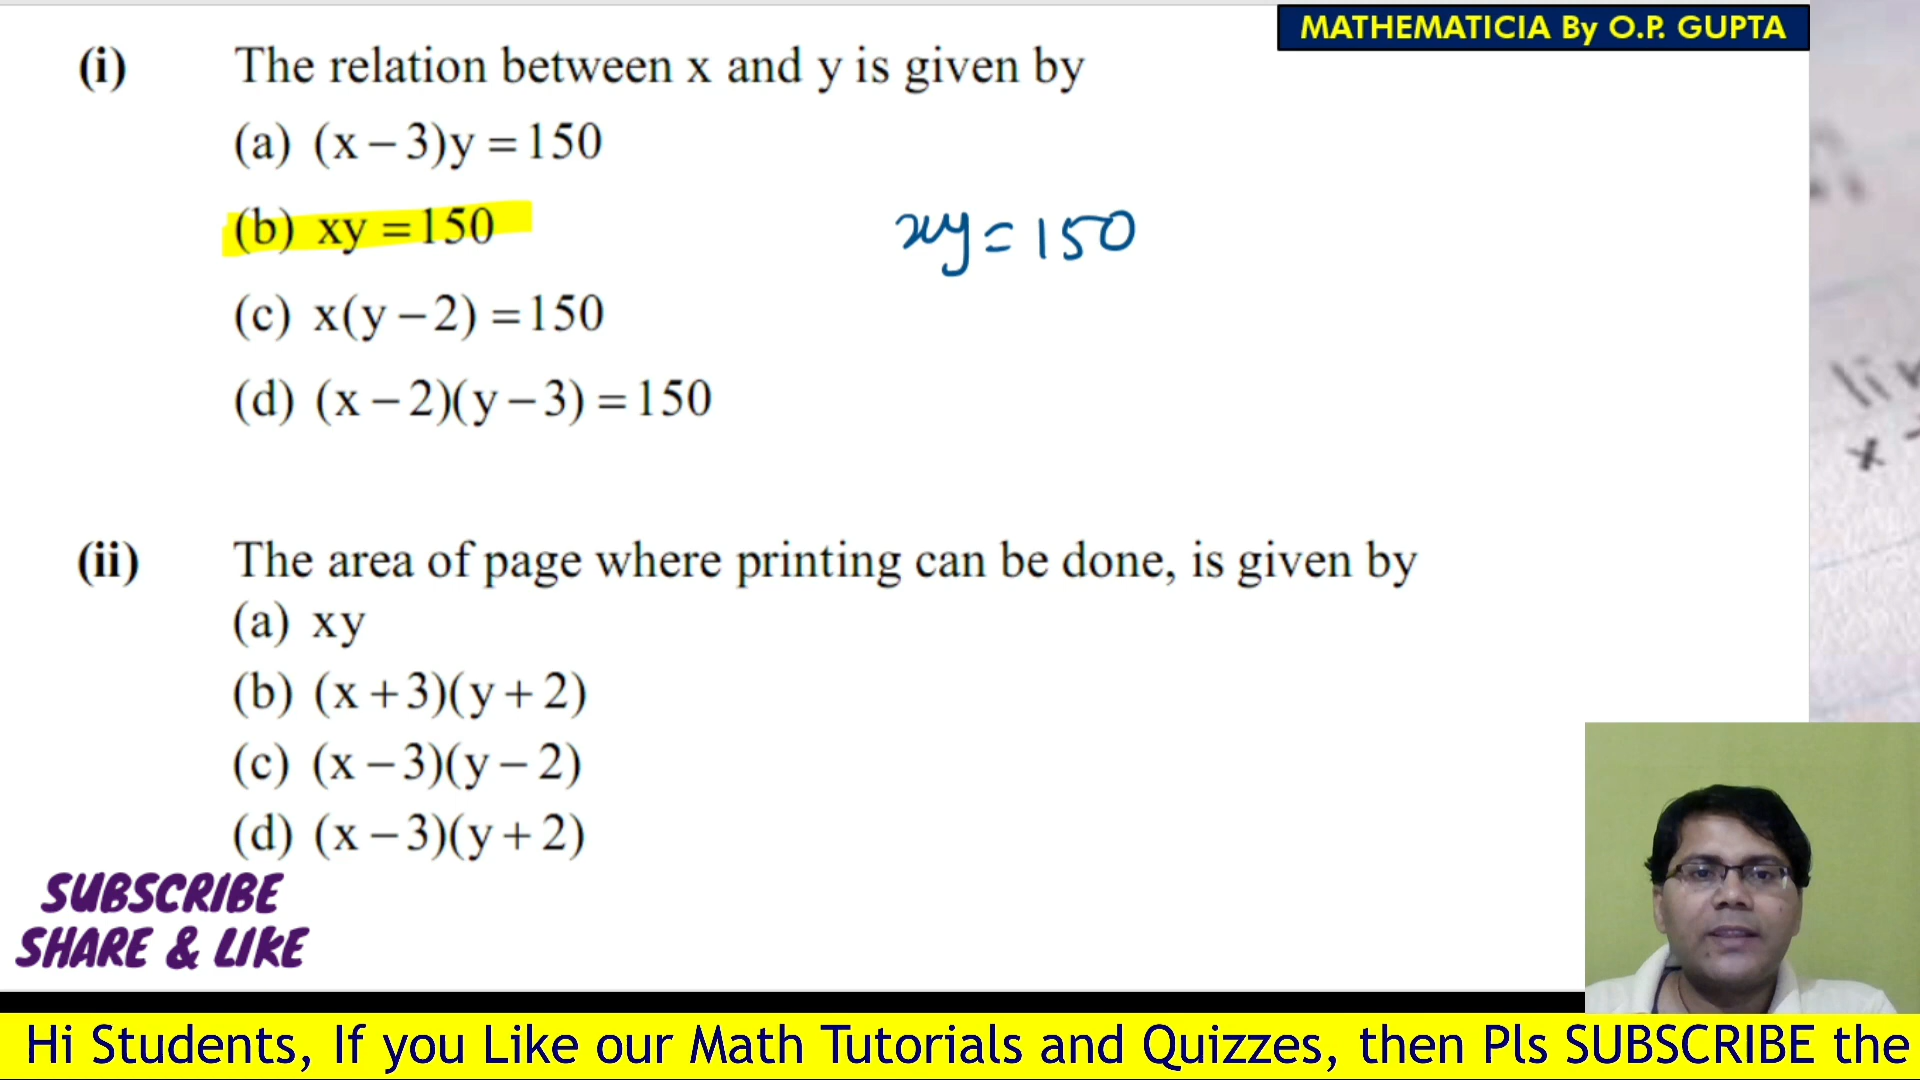 MATHEMATICIA By O.P. GUPTA
(i) The relation between x and y is given by
(a) (x − 3)y = 150
(b) xy = 150
xy = 150
(c) x(y − 2) = 150
(d) (x − 2)(y − 3) = 150
(ii) The area of page where printing can be done, is given by
(a) xy
(b) (x + 3)(y + 2)
(c) (x − 3)(y − 2)
(d) (x − 3)(y + 2)
SUBSCRIBE
SHARE & LIKE
Hi Students, If you Like our Math Tutorials and Quizzes, then Pls SUBSCRIBE the